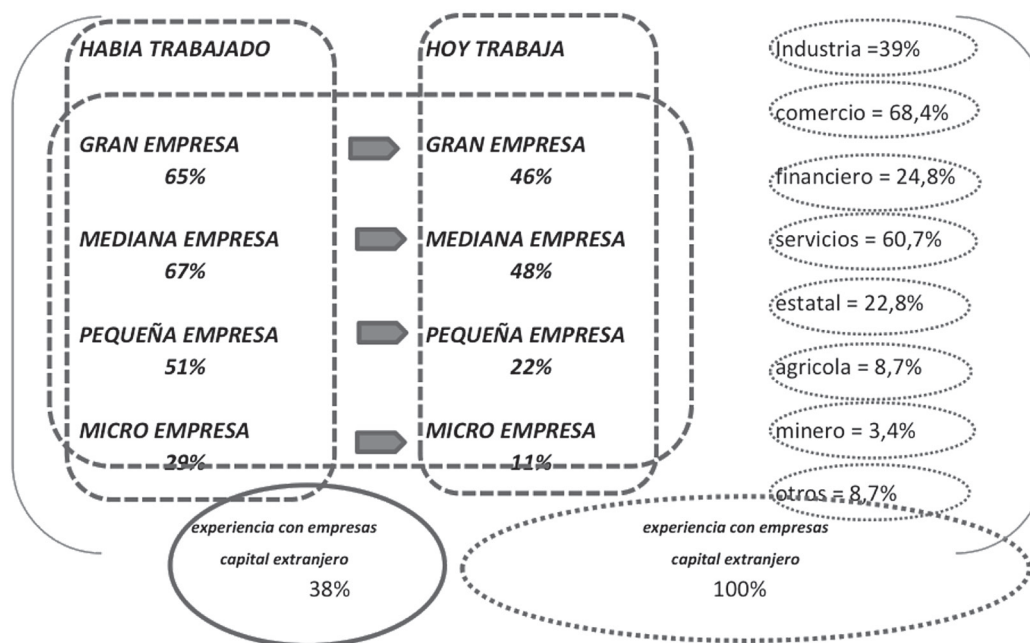 HABIA TRABAJADO
GRAN EMPRESA
65%
MEDIANA EMPRESA
67%
PEQUEÑA EMPRESA
51%
MICRO EMPRESA
29%
HOY TRABAJA
GRAN EMPRESA
46%
MEDIANA EMPRESA
48%
PEQUEÑA EMPRESA
22%
MICRO EMPRESA
11%
Industria =39%
comercio = 68,4%
financiero = 24,8%
servicios = 60,7%
estatal = 22,8%
agricola = 8,7%
minero = 3,4%
otros = 8,7%
experiencia con empresas
capital extranjero
38%
experiencia con empresas
capital extranjero
100%